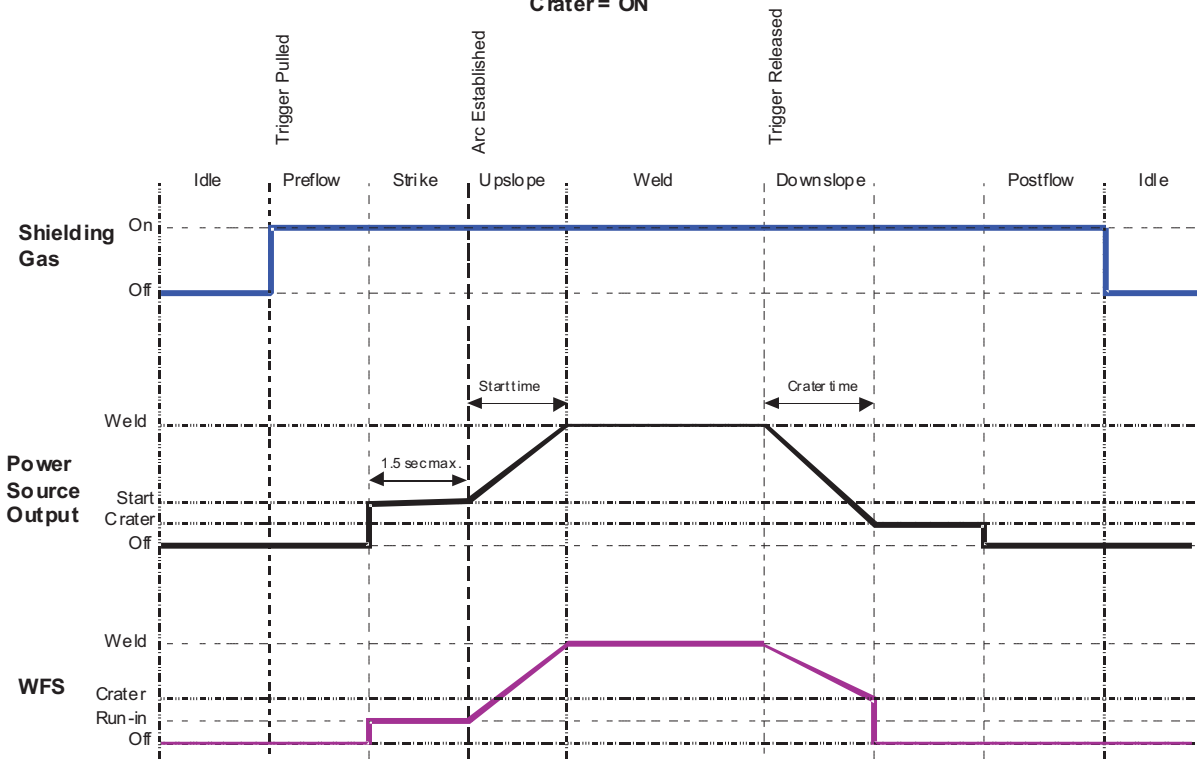 Crater = ON
Trigger Pulled
Arc Established
Trigger Released
Idle Preflow Strike Upslope Weld Downslope Postflow Idle
Shielding
Gas
On
Off
Start time
Crater time
Weld
1.5 sec max.
Power
Source
Output
Start
Crater
Off
WFS
Weld
Crater
Run-in
Off